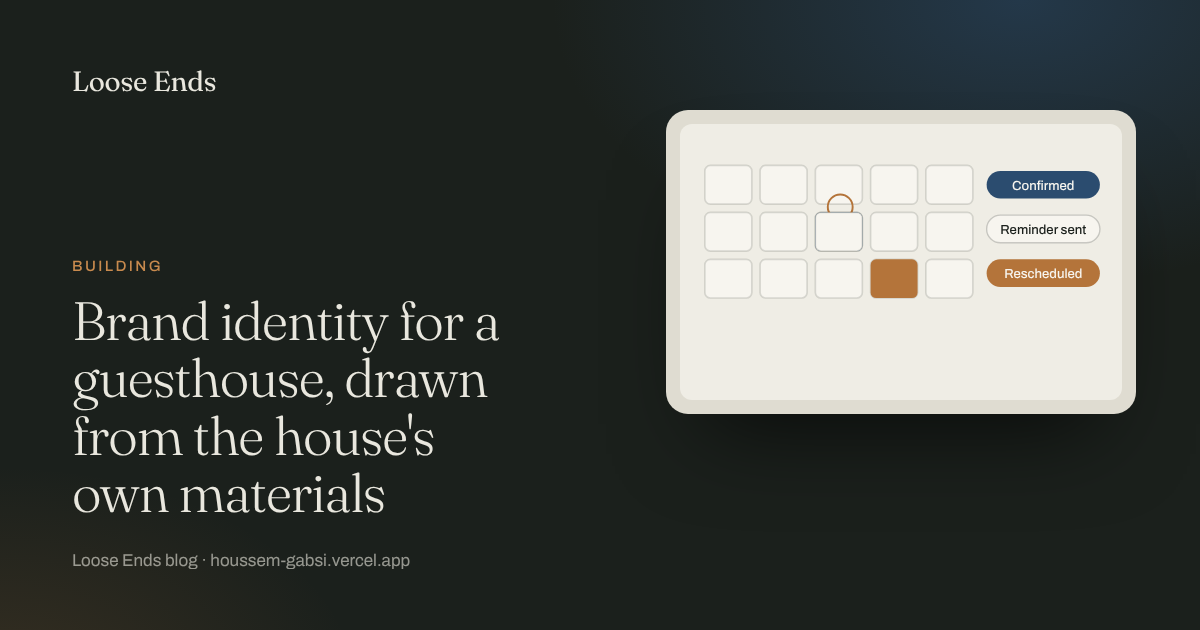 Loose Ends
BUILDING
Brand identity for a
guesthouse, drawn
from the house's
own materials
Loose Ends blog · houssem-gabsi.vercel.app
Confirmed
Reminder sent
Rescheduled